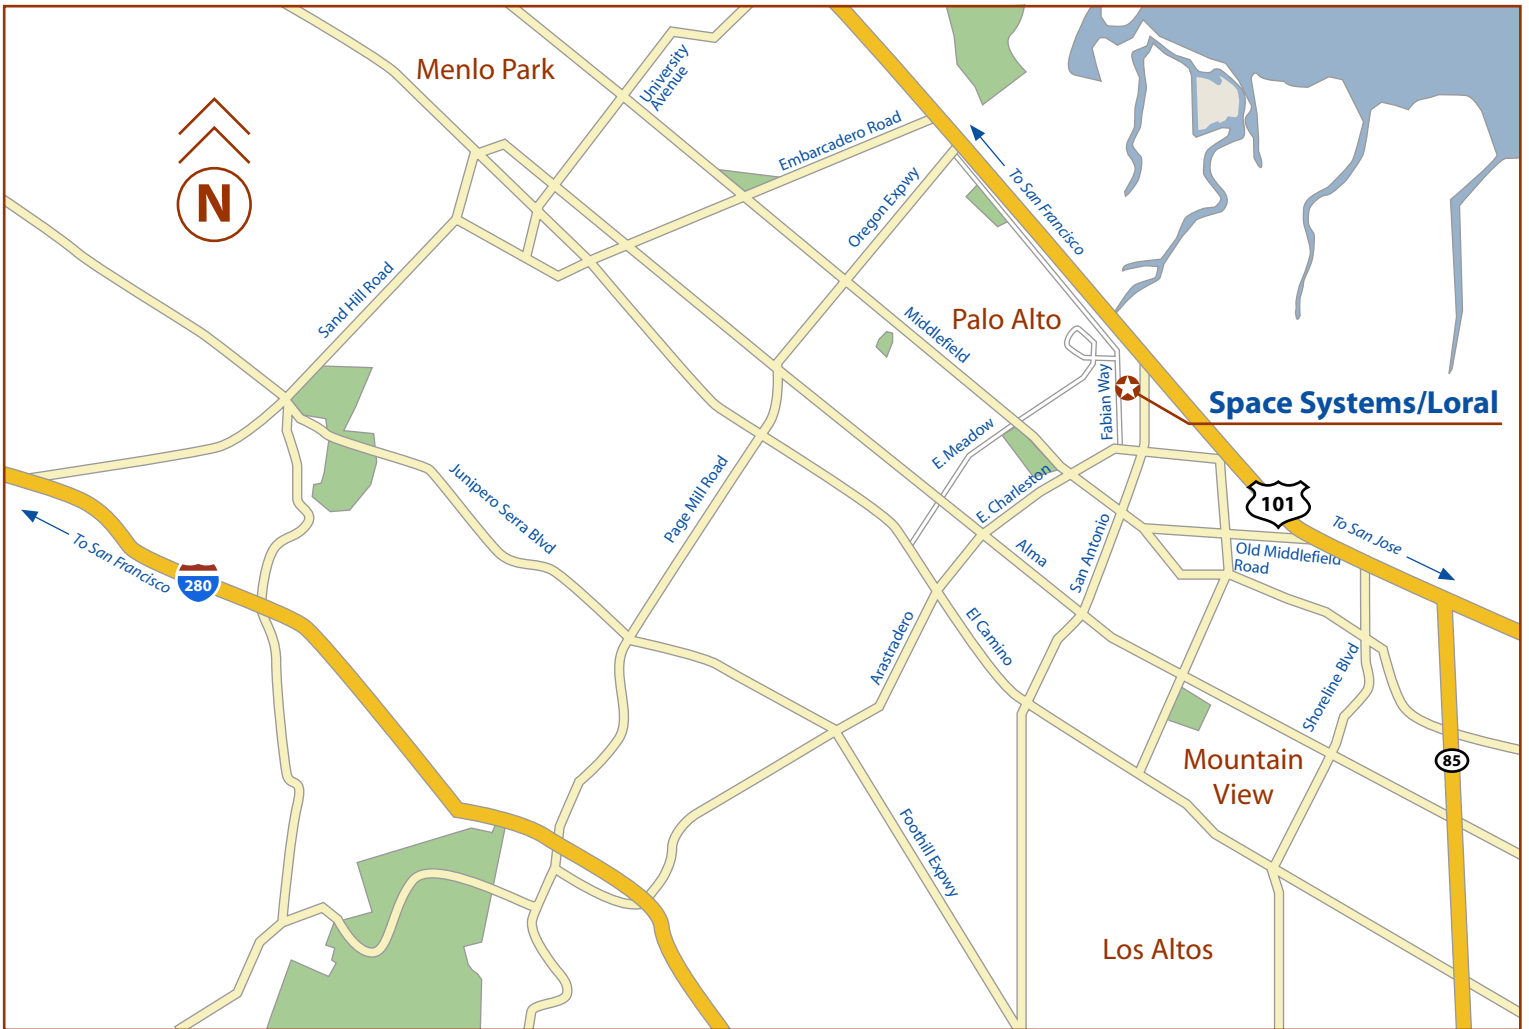 Menlo Park
University
Avenue
Embarcadero Road
N
Oregon Expwy
To San Francisco
Sand Hill Road
Palo Alto
Middlefield
Fabian Way
Space Systems/Loral
E. Meadow
Junipero Serra Blvd
Page Mill Road
E. Charleston
101
To San Jose
To San Francisco
280
Alma
San Antonio
Old Middlefield
Road
Arastradero
El Camino
Shoreline Blvd
Mountain
View
85
Foothill Expwy
Los Altos